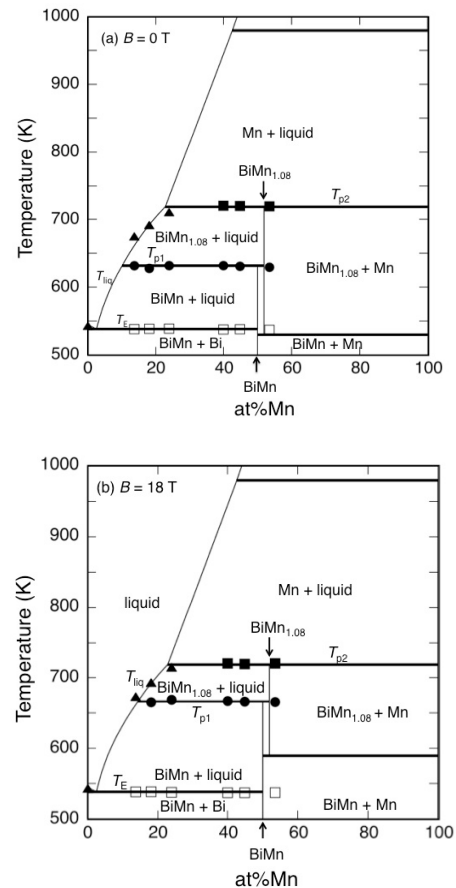 (a) B = 0 T
1000
900
800
700
600
500
Temperature (K)
Mn + liquid
BiMn1.08
Tp2
BiMn1.08 + liquid
Tp1
Tliq
BiMn1.08 + Mn
BiMn + liquid
TE
BiMn + Bi
BiMn + Mn
0 20 40 60 80 100
BiMn
at%Mn
(b) B = 18 T
1000
900
800
700
600
500
Temperature (K)
liquid
Mn + liquid
BiMn1.08
Tp2
Tliq
BiMn1.08 + liquid
Tp1
BiMn1.08 + Mn
TE
BiMn + liquid
BiMn + Bi
BiMn + Mn
0 20 40 60 80 100
BiMn
at%Mn